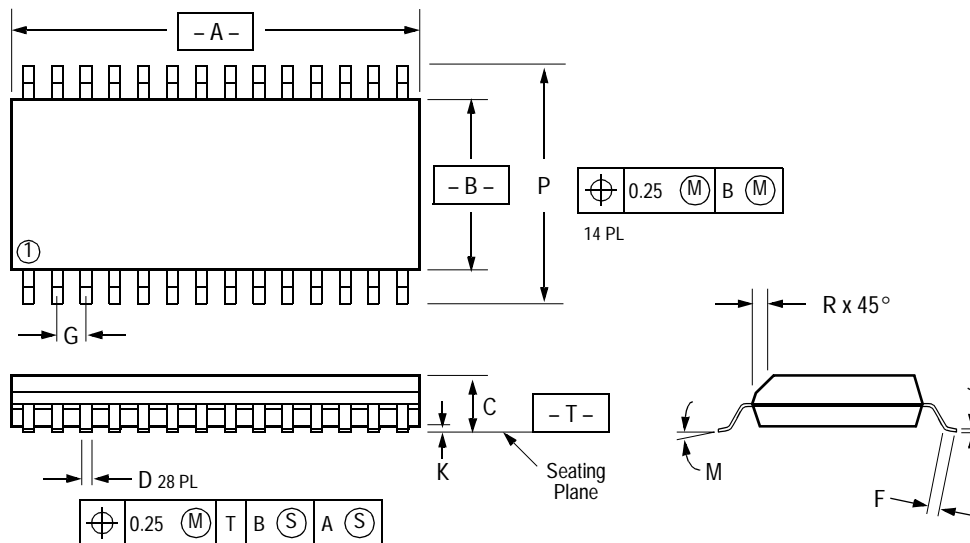 – A –
– B –
P
⌖ 0.25 Ⓜ B Ⓜ
14 PL
①
G
R x 45°
C
– T –
K
Seating
Plane
M
D 28 PL
F
⌖ 0.25 Ⓜ T B Ⓢ A Ⓢ